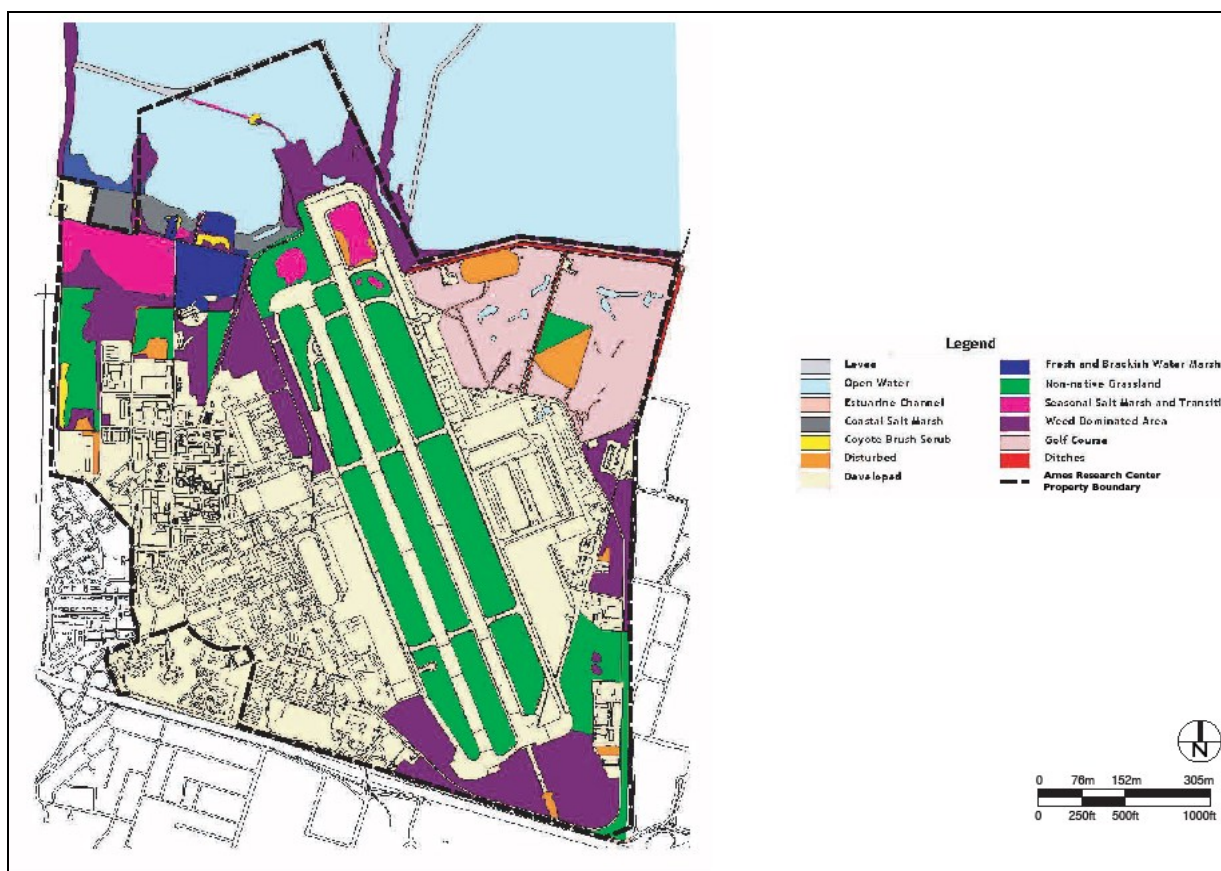 Legend
Levee
Open Water
Estuarine Channel
Coastal Salt Marsh
Coyote Brush Scrub
Disturbed
Developed
Fresh and Brackish Water Marsh
Non-native Grassland
Seasonal Salt Marsh and Transiti
Weed Dominated Area
Golf Course
Ditches
Ames Research Center
Property Boundary
N
0 76m 152m 305m
0 250ft 500ft 1000ft